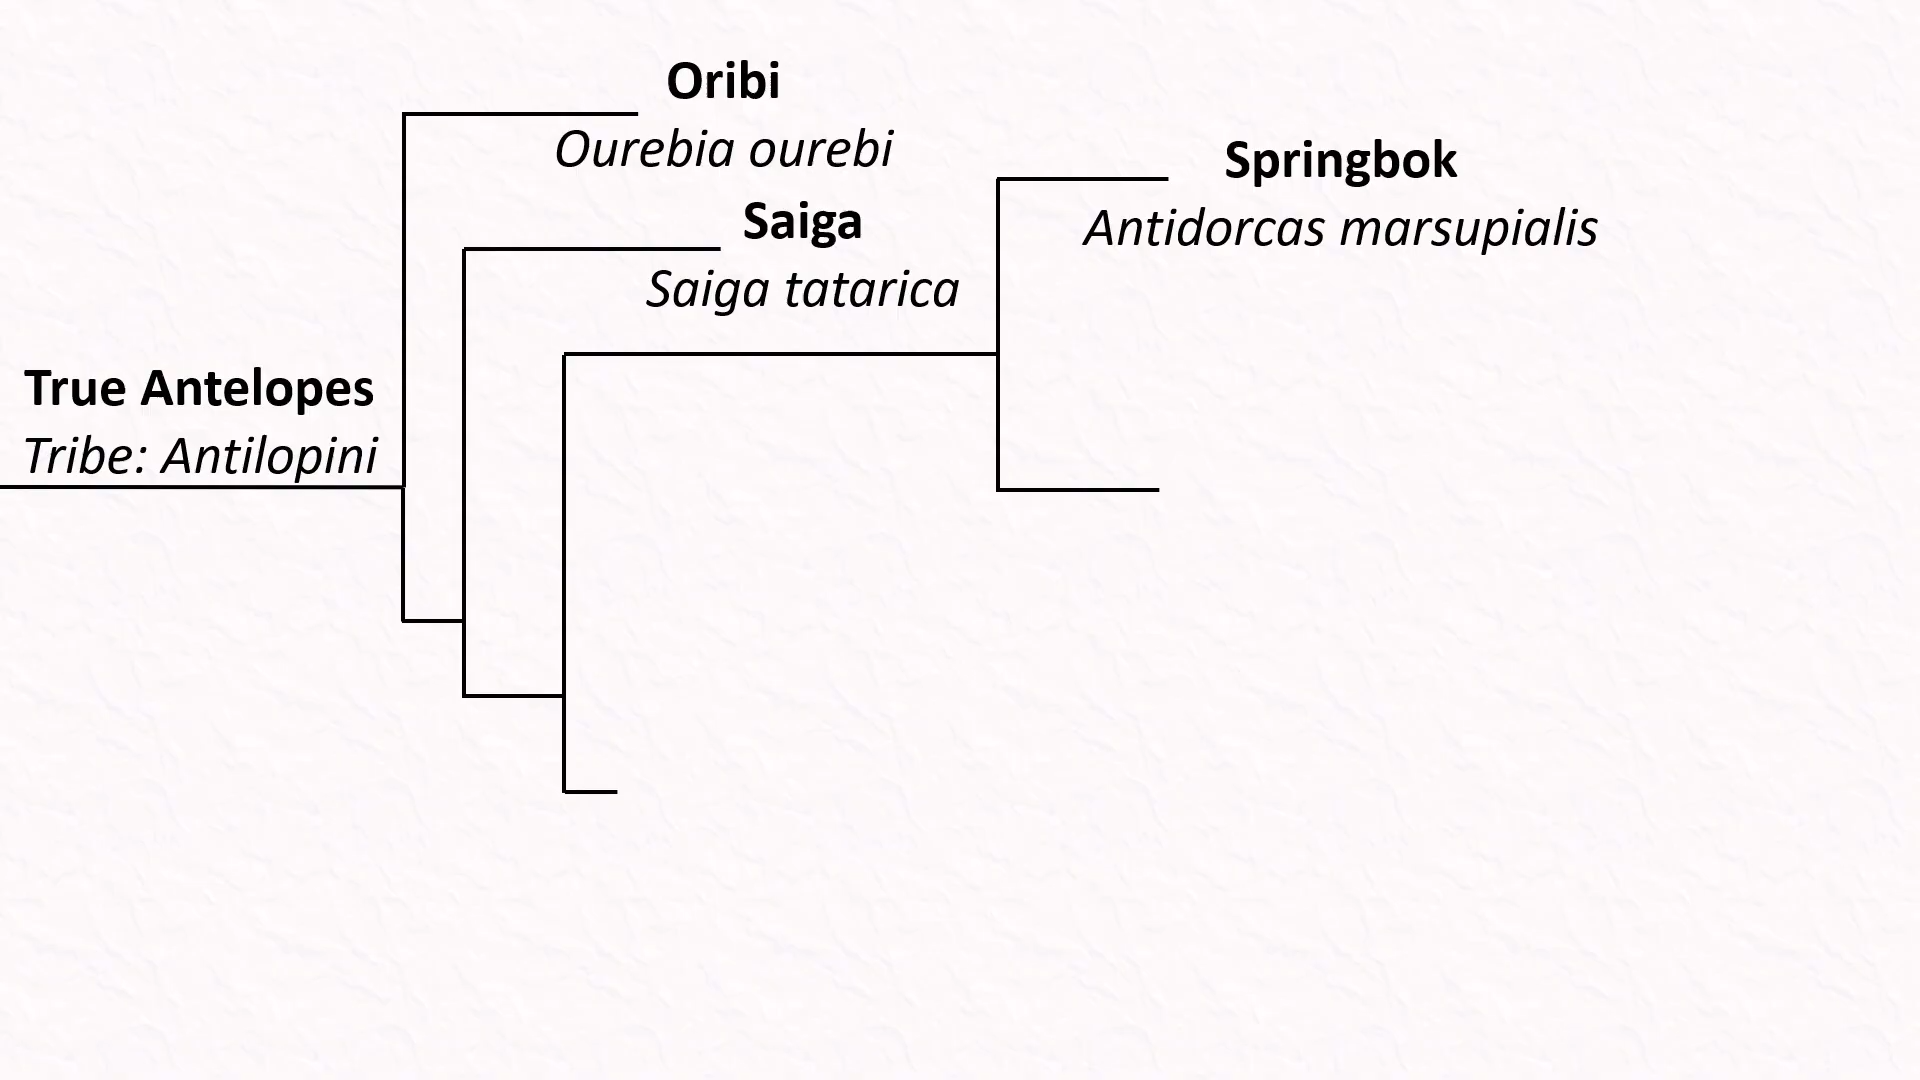 Oribi
Ourebia ourebi
Springbok
Antidorcas marsupialis
Saiga
Saiga tatarica
True Antelopes
Tribe: Antilopini